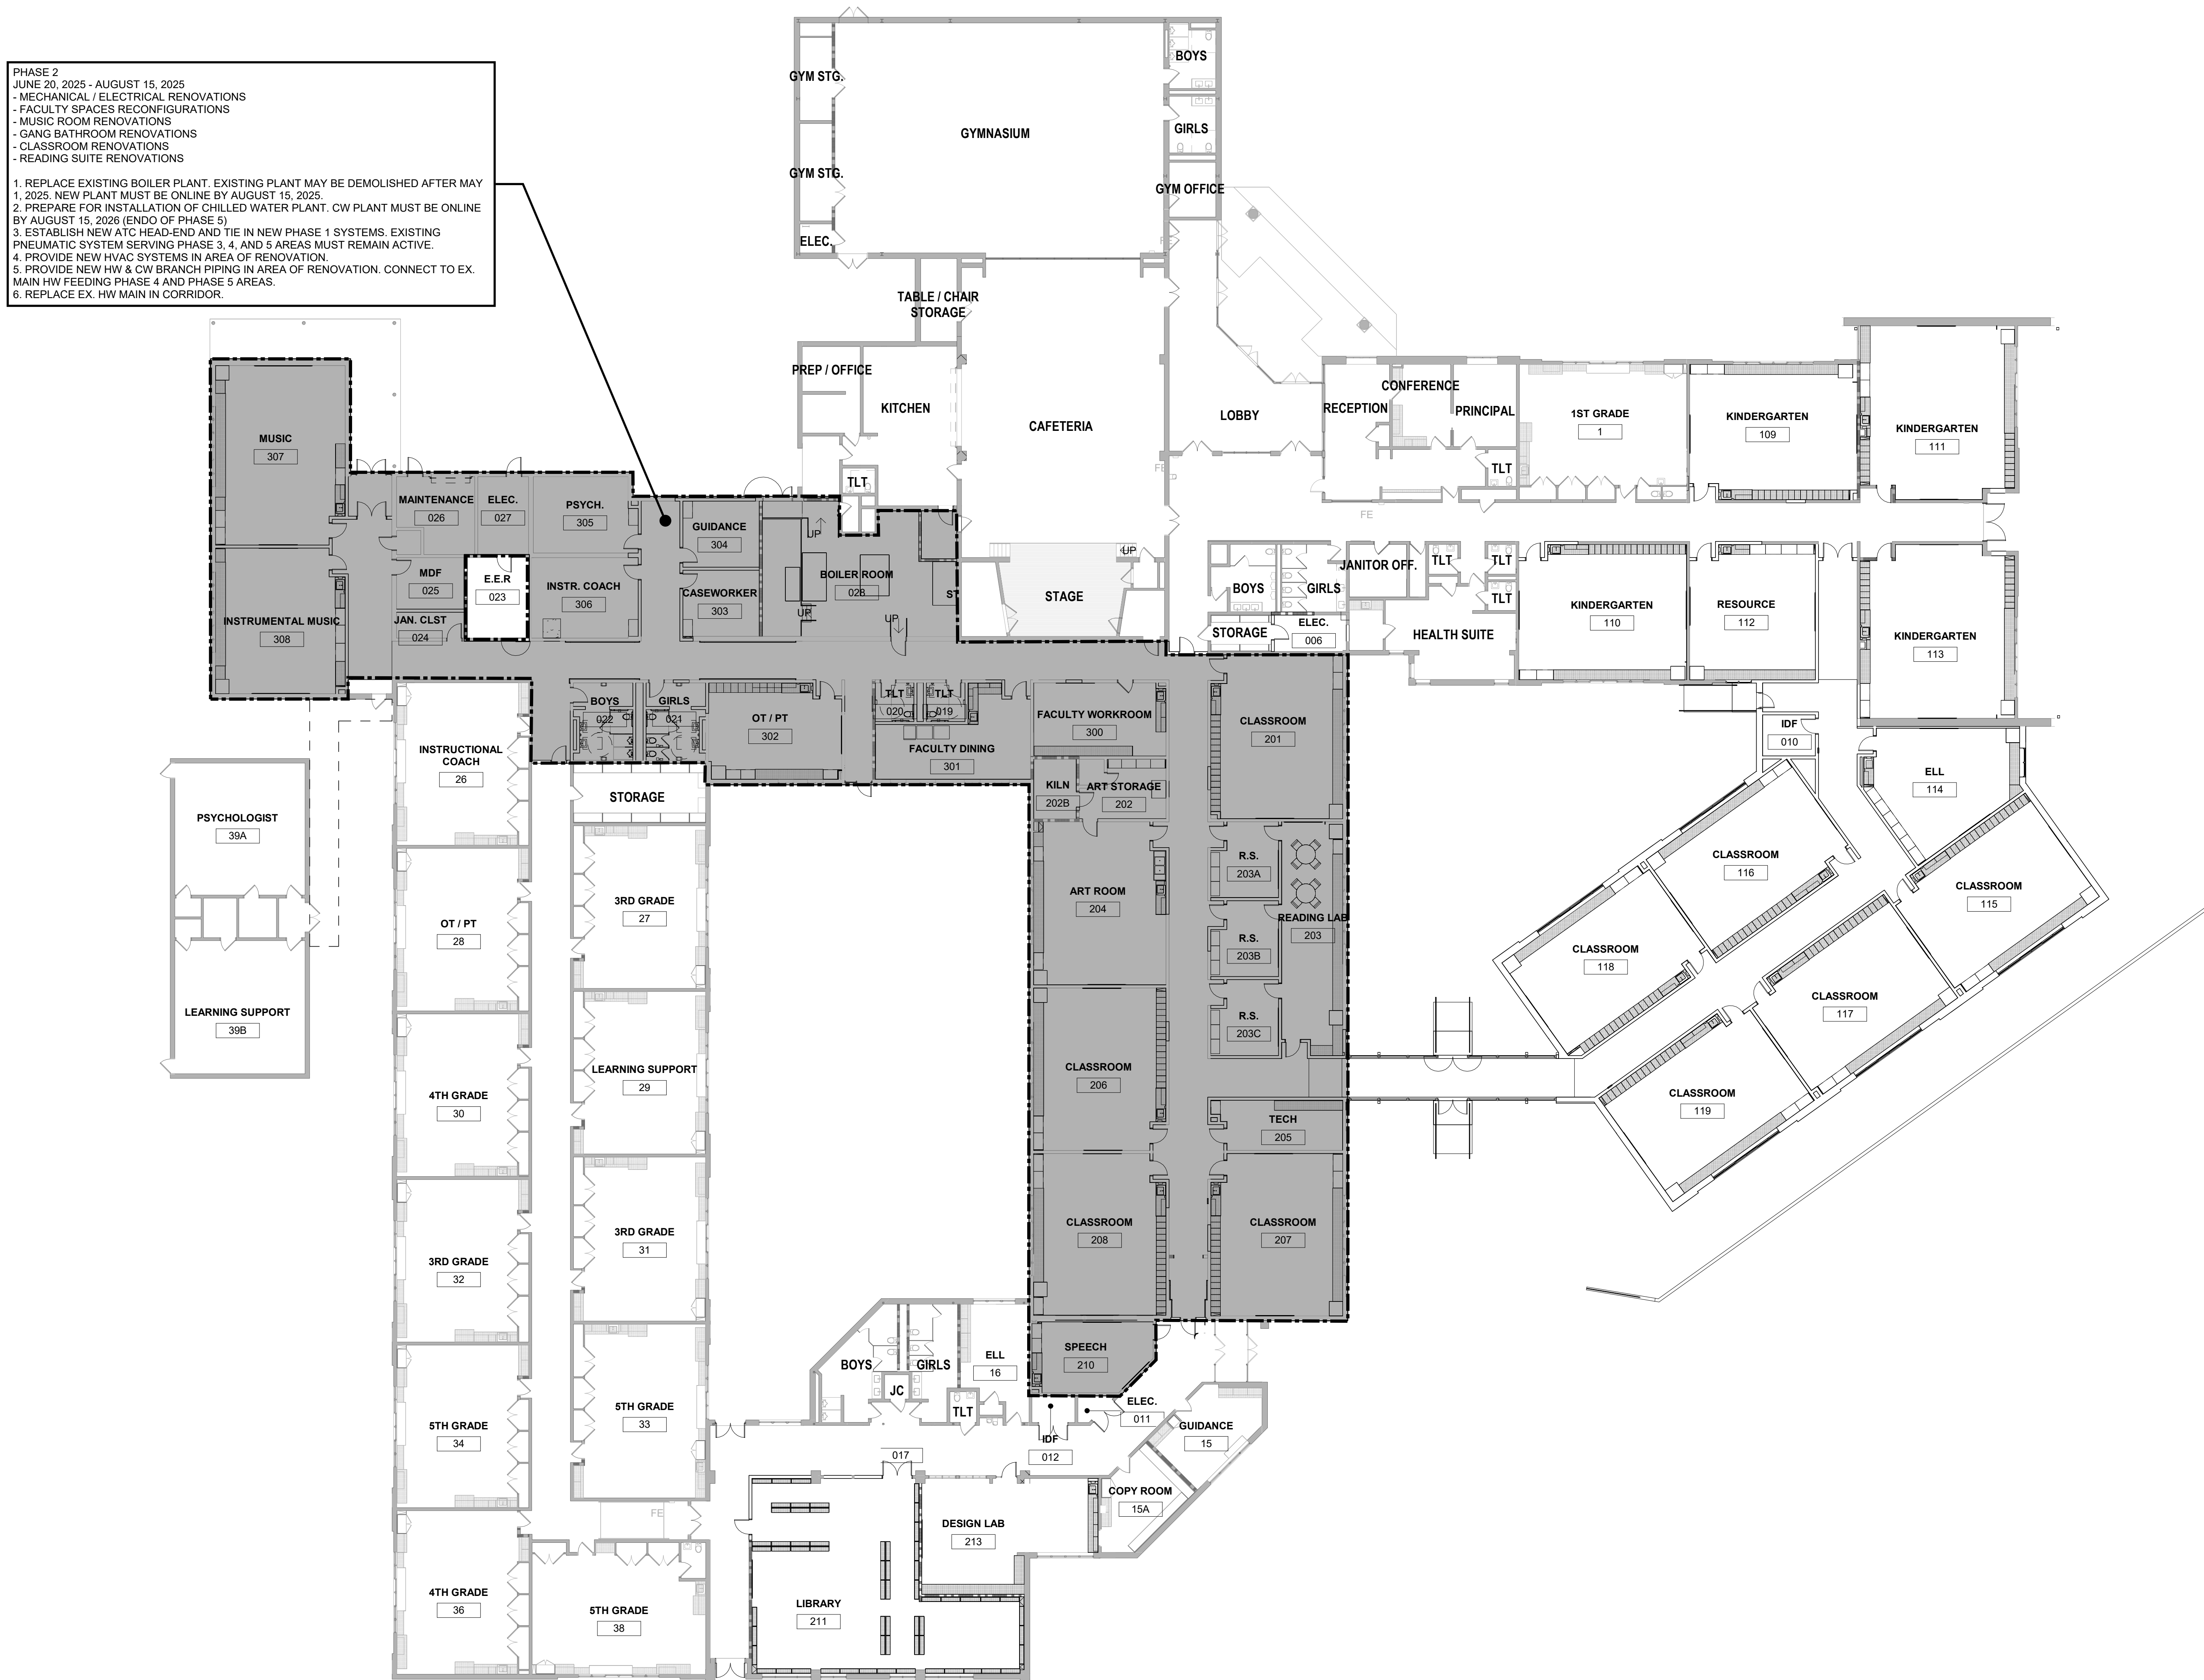 PHASE 2
JUNE 20, 2025 - AUGUST 15, 2025
- MECHANICAL / ELECTRICAL RENOVATIONS
- FACULTY SPACES RECONFIGURATIONS
- MUSIC ROOM RENOVATIONS
- GANG BATHROOM RENOVATIONS
- CLASSROOM RENOVATIONS
- READING SUITE RENOVATIONS
1. REPLACE EXISTING BOILER PLANT. EXISTING PLANT MAY BE DEMOLISHED AFTER MAY
1, 2025. NEW PLANT MUST BE ONLINE BY AUGUST 15, 2025.
2. PREPARE FOR INSTALLATION OF CHILLED WATER PLANT. CW PLANT MUST BE ONLINE
BY AUGUST 15, 2026 (ENDO OF PHASE 5)
3. ESTABLISH NEW ATC HEAD-END AND TIE IN NEW PHASE 1 SYSTEMS. EXISTING
PNEUMATIC SYSTEM SERVING PHASE 3, 4, AND 5 AREAS MUST REMAIN ACTIVE.
4. PROVIDE NEW HVAC SYSTEMS IN AREA OF RENOVATION.
5. PROVIDE NEW HW & CW BRANCH PIPING IN AREA OF RENOVATION. CONNECT TO EX.
MAIN HW FEEDING PHASE 4 AND PHASE 5 AREAS.
6. REPLACE EX. HW MAIN IN CORRIDOR.
GYM STG.
GYM STG.
ELEC.
GYMNASIUM
BOYS
GIRLS
GYM OFFICE
FE
TABLE / CHAIR
STORAGE
PREP / OFFICE
KITCHEN
TLT
CAFETERIA
FE
LOBBY
RECEPTION
CONFERENCE
PRINCIPAL
TLT
FE
1ST GRADE
1
KINDERGARTEN
109
KINDERGARTEN
111
MUSIC
307
INSTRUMENTAL MUSIC
308
MAINTENANCE
026
ELEC.
027
PSYCH.
305
MDF
025
E.E.R
023
JAN. CLST
024
INSTR. COACH
306
GUIDANCE
304
CASEWORKER
303
UP
BOILER ROOM
028
UP
UP
ST
STAGE
UP
BOYS
GIRLS
JANITOR OFF.
TLT
TLT
TLT
STORAGE
ELEC.
006
HEALTH SUITE
KINDERGARTEN
110
RESOURCE
112
KINDERGARTEN
113
IDF
010
ELL
114
BOYS
022
GIRLS
021
OT / PT
302
TLT
020
TLT
019
FACULTY DINING
301
FACULTY WORKROOM
300
KILN
202B
ART STORAGE
202
CLASSROOM
201
ART ROOM
204
R.S.
203A
R.S.
203B
R.S.
203C
READING LAB
203
CLASSROOM
206
TECH
205
CLASSROOM
208
CLASSROOM
207
SPEECH
210
CLASSROOM
116
CLASSROOM
115
CLASSROOM
118
CLASSROOM
117
CLASSROOM
119
PSYCHOLOGIST
39A
LEARNING SUPPORT
39B
INSTRUCTIONAL
COACH
26
STORAGE
OT / PT
28
3RD GRADE
27
4TH GRADE
30
LEARNING SUPPORT
29
3RD GRADE
32
3RD GRADE
31
5TH GRADE
34
5TH GRADE
33
4TH GRADE
36
5TH GRADE
38
FE
BOYS
GIRLS
JC
TLT
ELL
16
017
IDF
012
ELEC.
011
GUIDANCE
15
COPY ROOM
15A
DESIGN LAB
213
LIBRARY
211